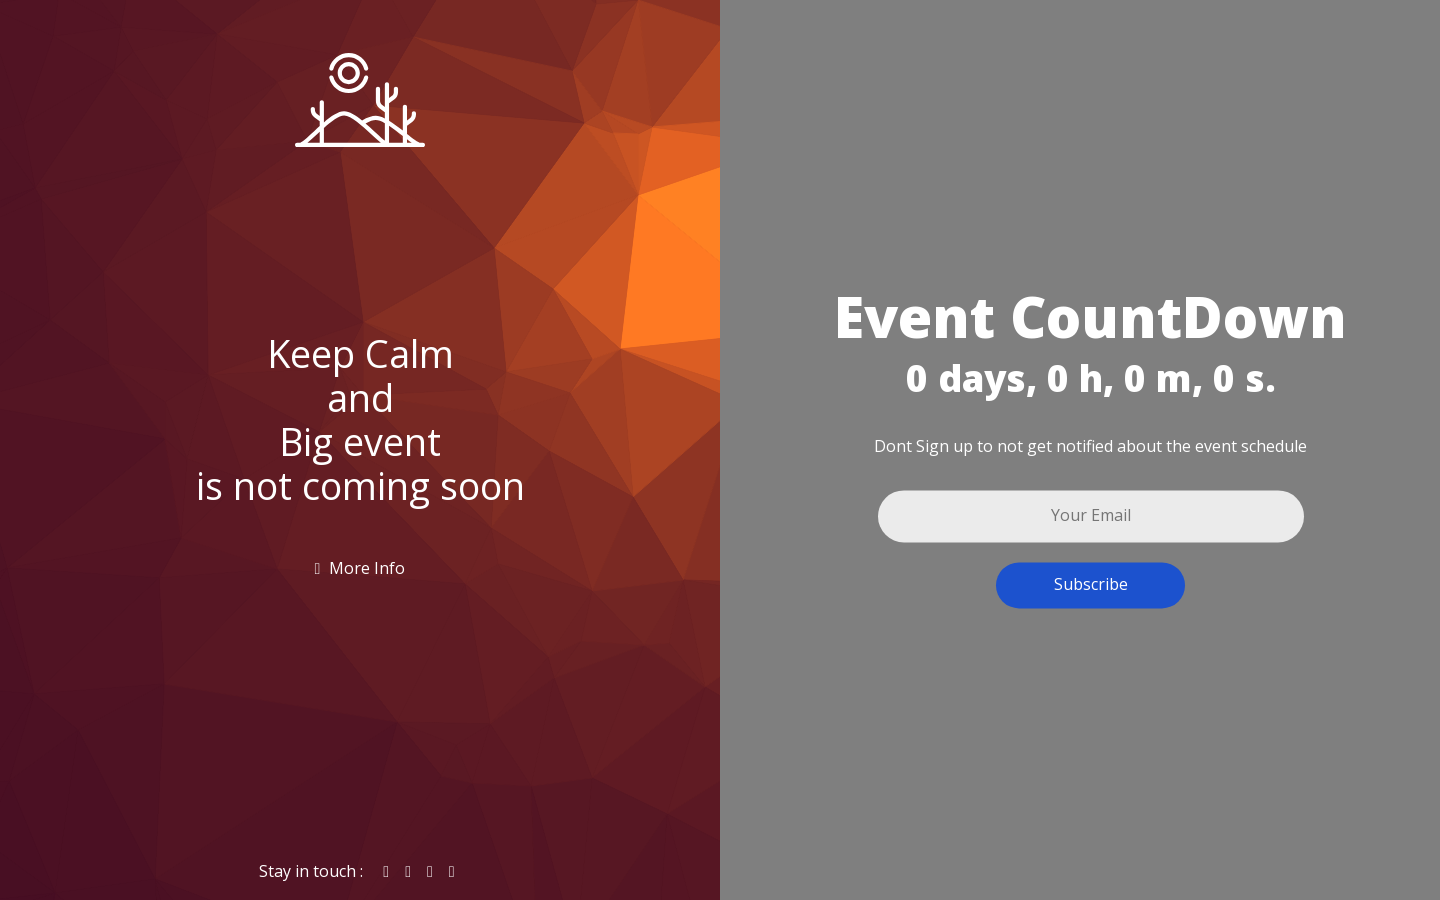 Keep Calm
and
Big event
is not coming soon
More Info
Stay in touch :
Event CountDown
0 days, 0 h, 0 m, 0 s.
Dont Sign up to not get notified about the event schedule
Your Email
Subscribe